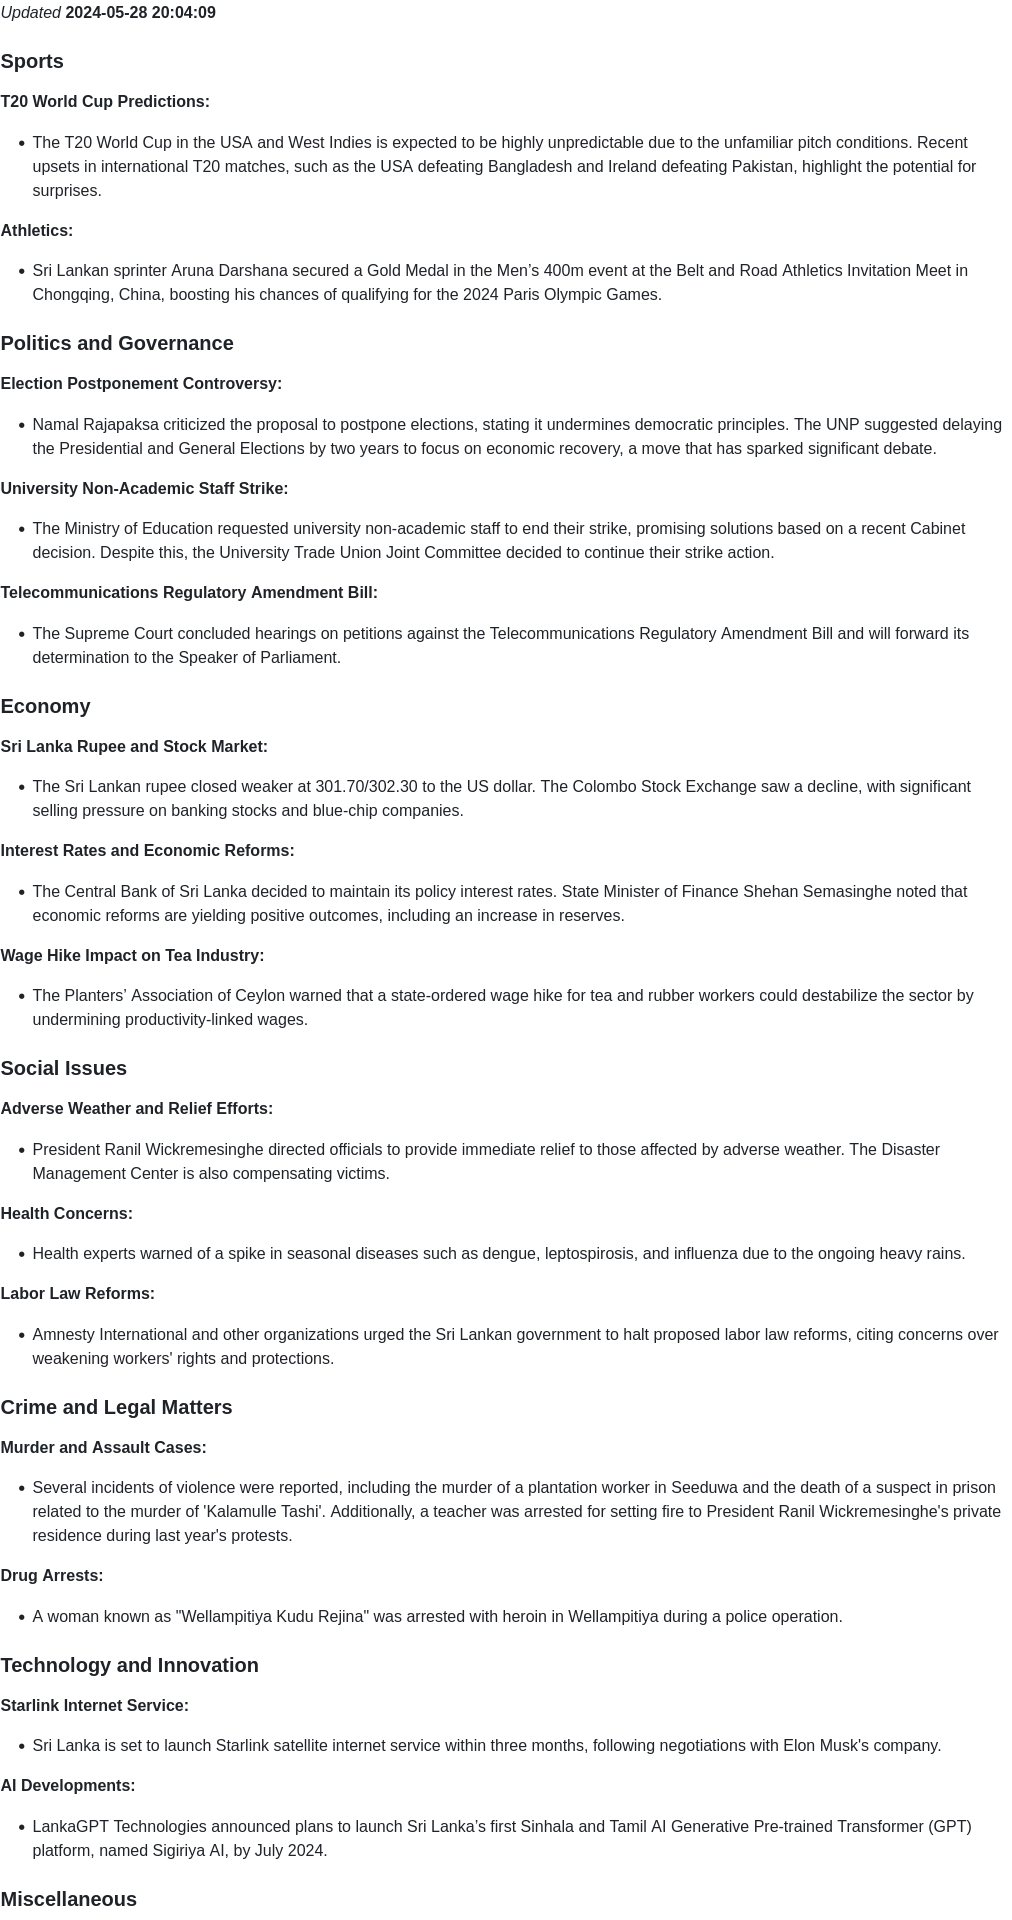 Updated 2024-05-28 20:04:09
Sports
T20 World Cup Predictions:
• The T20 World Cup in the USA and West Indies is expected to be highly unpredictable due to the unfamiliar pitch conditions. Recent
upsets in international T20 matches, such as the USA defeating Bangladesh and Ireland defeating Pakistan, highlight the potential for
surprises.
Athletics:
• Sri Lankan sprinter Aruna Darshana secured a Gold Medal in the Men’s 400m event at the Belt and Road Athletics Invitation Meet in
Chongqing, China, boosting his chances of qualifying for the 2024 Paris Olympic Games.
Politics and Governance
Election Postponement Controversy:
• Namal Rajapaksa criticized the proposal to postpone elections, stating it undermines democratic principles. The UNP suggested delaying
the Presidential and General Elections by two years to focus on economic recovery, a move that has sparked significant debate.
University Non-Academic Staff Strike:
• The Ministry of Education requested university non-academic staff to end their strike, promising solutions based on a recent Cabinet
decision. Despite this, the University Trade Union Joint Committee decided to continue their strike action.
Telecommunications Regulatory Amendment Bill:
• The Supreme Court concluded hearings on petitions against the Telecommunications Regulatory Amendment Bill and will forward its
determination to the Speaker of Parliament.
Economy
Sri Lanka Rupee and Stock Market:
• The Sri Lankan rupee closed weaker at 301.70/302.30 to the US dollar. The Colombo Stock Exchange saw a decline, with significant
selling pressure on banking stocks and blue-chip companies.
Interest Rates and Economic Reforms:
• The Central Bank of Sri Lanka decided to maintain its policy interest rates. State Minister of Finance Shehan Semasinghe noted that
economic reforms are yielding positive outcomes, including an increase in reserves.
Wage Hike Impact on Tea Industry:
• The Planters’ Association of Ceylon warned that a state-ordered wage hike for tea and rubber workers could destabilize the sector by
undermining productivity-linked wages.
Social Issues
Adverse Weather and Relief Efforts:
• President Ranil Wickremesinghe directed officials to provide immediate relief to those affected by adverse weather. The Disaster
Management Center is also compensating victims.
Health Concerns:
• Health experts warned of a spike in seasonal diseases such as dengue, leptospirosis, and influenza due to the ongoing heavy rains.
Labor Law Reforms:
• Amnesty International and other organizations urged the Sri Lankan government to halt proposed labor law reforms, citing concerns over
weakening workers' rights and protections.
Crime and Legal Matters
Murder and Assault Cases:
• Several incidents of violence were reported, including the murder of a plantation worker in Seeduwa and the death of a suspect in prison
related to the murder of 'Kalamulle Tashi'. Additionally, a teacher was arrested for setting fire to President Ranil Wickremesinghe's private
residence during last year's protests.
Drug Arrests:
• A woman known as "Wellampitiya Kudu Rejina" was arrested with heroin in Wellampitiya during a police operation.
Technology and Innovation
Starlink Internet Service:
• Sri Lanka is set to launch Starlink satellite internet service within three months, following negotiations with Elon Musk's company.
AI Developments:
• LankaGPT Technologies announced plans to launch Sri Lanka’s first Sinhala and Tamil AI Generative Pre-trained Transformer (GPT)
platform, named Sigiriya AI, by July 2024.
Miscellaneous